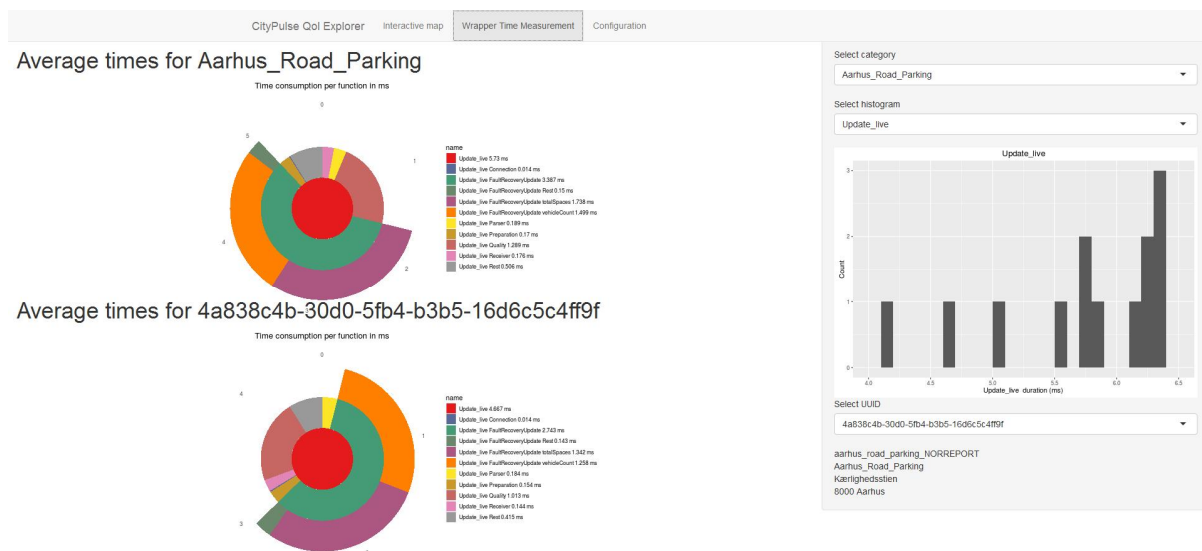 CityPulse QoI Explorer Interactive map Wrapper Time Measurement Configuration
Average times for Aarhus_Road_Parking
Time consumption per function in ms
0
5
1
4
2
name
Update_live 5.73 ms
Update_live Connection 0.014 ms
Update_live FaultRecoveryUpdate 3.387 ms
Update_live FaultRecoveryUpdate Rest 0.15 ms
Update_live FaultRecoveryUpdate totalSpaces 1.738 ms
Update_live FaultRecoveryUpdate vehicleCount 1.499 ms
Update_live Parser 0.189 ms
Update_live Preparation 0.17 ms
Update_live Quality 1.289 ms
Update_live Receiver 0.176 ms
Update_live Rest 0.506 ms
Average times for 4a838c4b-30d0-5fb4-b3b5-16d6c5c4ff9f
Time consumption per function in ms
0
4
1
3
name
Update_live 4.667 ms
Update_live Connection 0.014 ms
Update_live FaultRecoveryUpdate 2.743 ms
Update_live FaultRecoveryUpdate Rest 0.143 ms
Update_live FaultRecoveryUpdate totalSpaces 1.342 ms
Update_live FaultRecoveryUpdate vehicleCount 1.258 ms
Update_live Parser 0.184 ms
Update_live Preparation 0.154 ms
Update_live Quality 1.013 ms
Update_live Receiver 0.144 ms
Update_live Rest 0.415 ms
Select category
Aarhus_Road_Parking
Select histogram
Update_live
Update_live
3
2
1
0
Count
4.0 4.5 5.0 5.5 6.0 6.5
Update_live duration (ms)
Select UUID
4a838c4b-30d0-5fb4-b3b5-16d6c5c4ff9f
aarhus_road_parking_NORREPORT
Aarhus_Road_Parking
Kærlighedsstien
8000 Aarhus